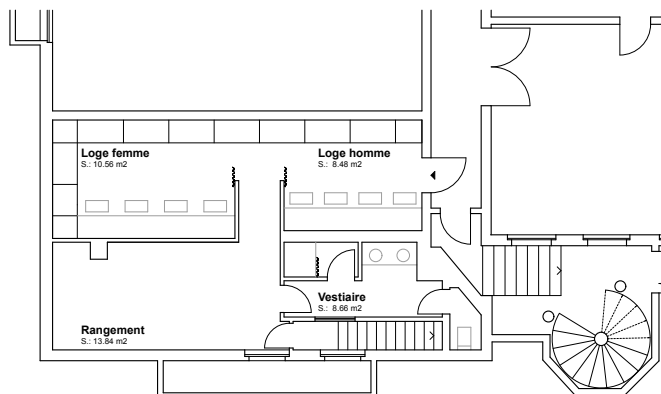 Loge femme
S.: 10.56 m2
Loge homme
S.: 8.48 m2
Vestiaire
S.: 8.66 m2
Rangement
S.: 13.84 m2